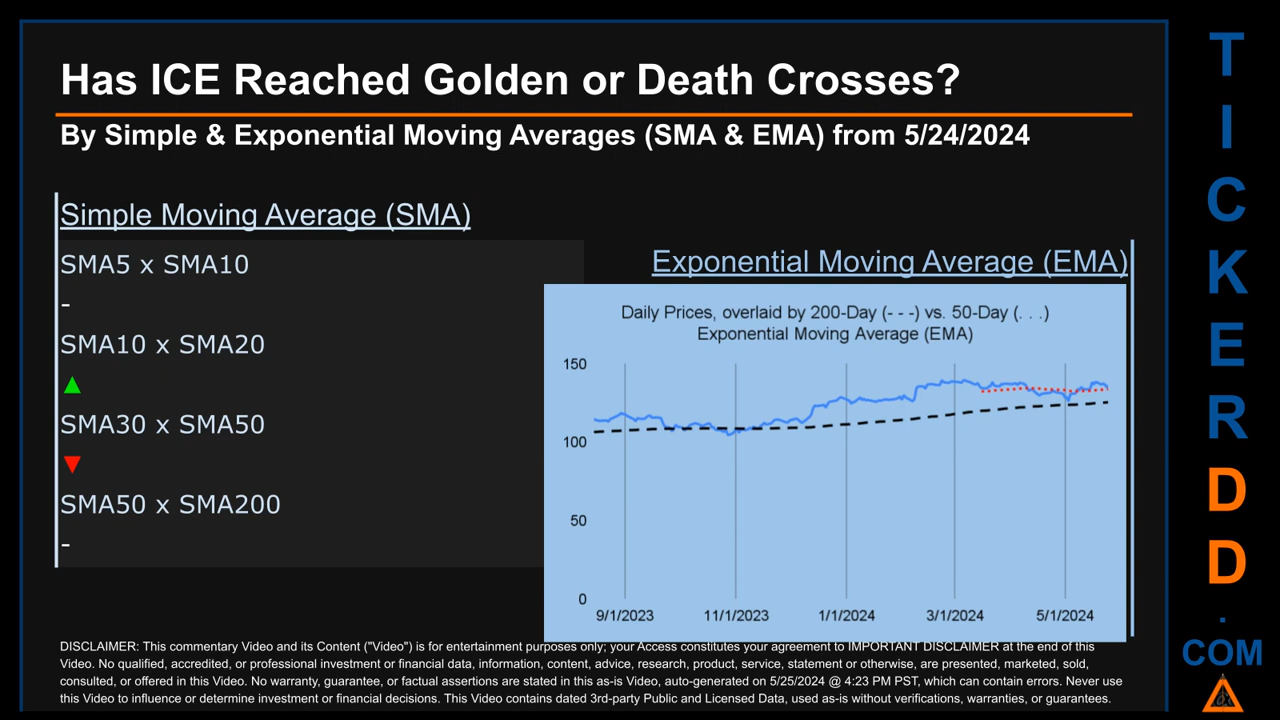 Has ICE Reached Golden or Death Crosses?
By Simple & Exponential Moving Averages (SMA & EMA) from 5/24/2024
Simple Moving Average (SMA)
SMA5 x SMA10
-
SMA10 x SMA20
▲
SMA30 x SMA50
▼
SMA50 x SMA200
-
Exponential Moving Average (EMA)
Daily Prices, overlaid by 200-Day (- - -) vs. 50-Day (. . .)
Exponential Moving Average (EMA)
150
100
50
0
9/1/2023 11/1/2023 1/1/2024 3/1/2024 5/1/2024
DISCLAIMER: This commentary Video and its Content ("Video") is for entertainment purposes only; your Access constitutes your agreement to IMPORTANT DISCLAIMER at the end of this
Video. No qualified, accredited, or professional investment or financial data, information, content, advice, research, product, service, statement or otherwise, are presented, marketed, sold,
consulted, or offered in this Video. No warranty, guarantee, or factual assertions are stated in this as-is Video, auto-generated on 5/25/2024 @ 4:23 PM PST, which can contain errors. Never use
this Video to influence or determine investment or financial decisions. This Video contains dated 3rd-party Public and Licensed Data, used as-is without verifications, warranties, or guarantees.
T
I
C
K
E
R
D
D
.
COM